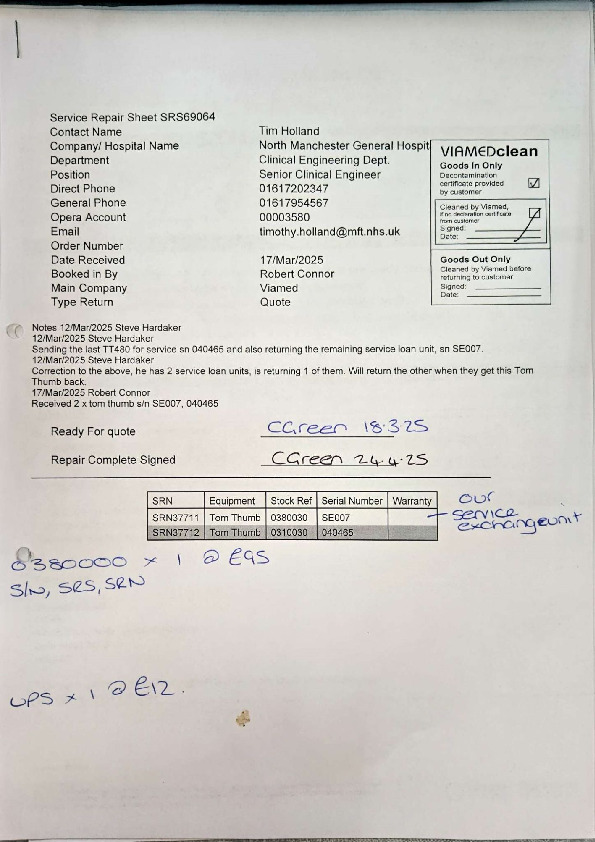 Service Repair Sheet SRS69064
Contact Name Tim Holland
Company/ Hospital Name North Manchester General Hospit
Department Clinical Engineering Dept.
Position Senior Clinical Engineer
Direct Phone 01617202347
General Phone 01617954567
Opera Account 00003580
Email timothy.holland@mft.nhs.uk
Order Number
Date Received 17/Mar/2025
Booked in By Robert Connor
Main Company Viamed
Type Return Quote
VIAMEDclean
Goods In Only
Decontamination
certificate provided
by customer
Cleaned by Viamed,
if no declaration certificate
from customer
Signed:
Date:
Goods Out Only
Cleaned by Viamed before
returning to customer
Signed:
Date:
Notes 12/Mar/2025 Steve Hardaker
12/Mar/2025 Steve Hardaker
Sending the last TT480 for service sn 040465 and also returning the remaining service loan unit, sn SE007.
12/Mar/2025 Steve Hardaker
Correction to the above, he has 2 service loan units, is returning 1 of them. Will return the other when they get this Tom
Thumb back.
17/Mar/2025 Robert Connor
Received 2 x tom thumb s/n SE007, 040465
Ready For quote CGreen 18.3.25
Repair Complete Signed CGreen 24.4.25
SRN Equipment Stock Ref Serial Number Warranty
SRN37711 Tom Thumb 0380030 SE007
SRN37712 Tom Thumb 0310030 040465
our
service
exchange unit
0380000 x 1 @ £95
S/N, SRS, SRN
UPS x 1 @ £12.